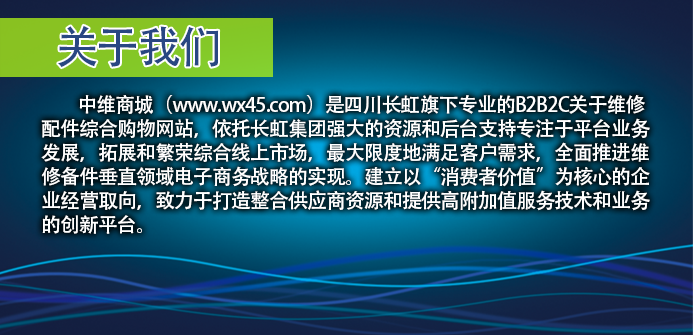 关于我们
中维商城（www.wx45.com）是四川长虹旗下专业的B2B2C关于维修
配件综合购物网站，依托长虹集团强大的资源和后台支持专注于平台业务
发展，拓展和繁荣综合线上市场，最大限度地满足客户需求，全面推进维
修备件垂直领域电子商务战略的实现。建立以“消费者价值”为核心的企
业经营取向，致力于打造整合供应商资源和提供高附加值服务技术和业务
的创新平台。